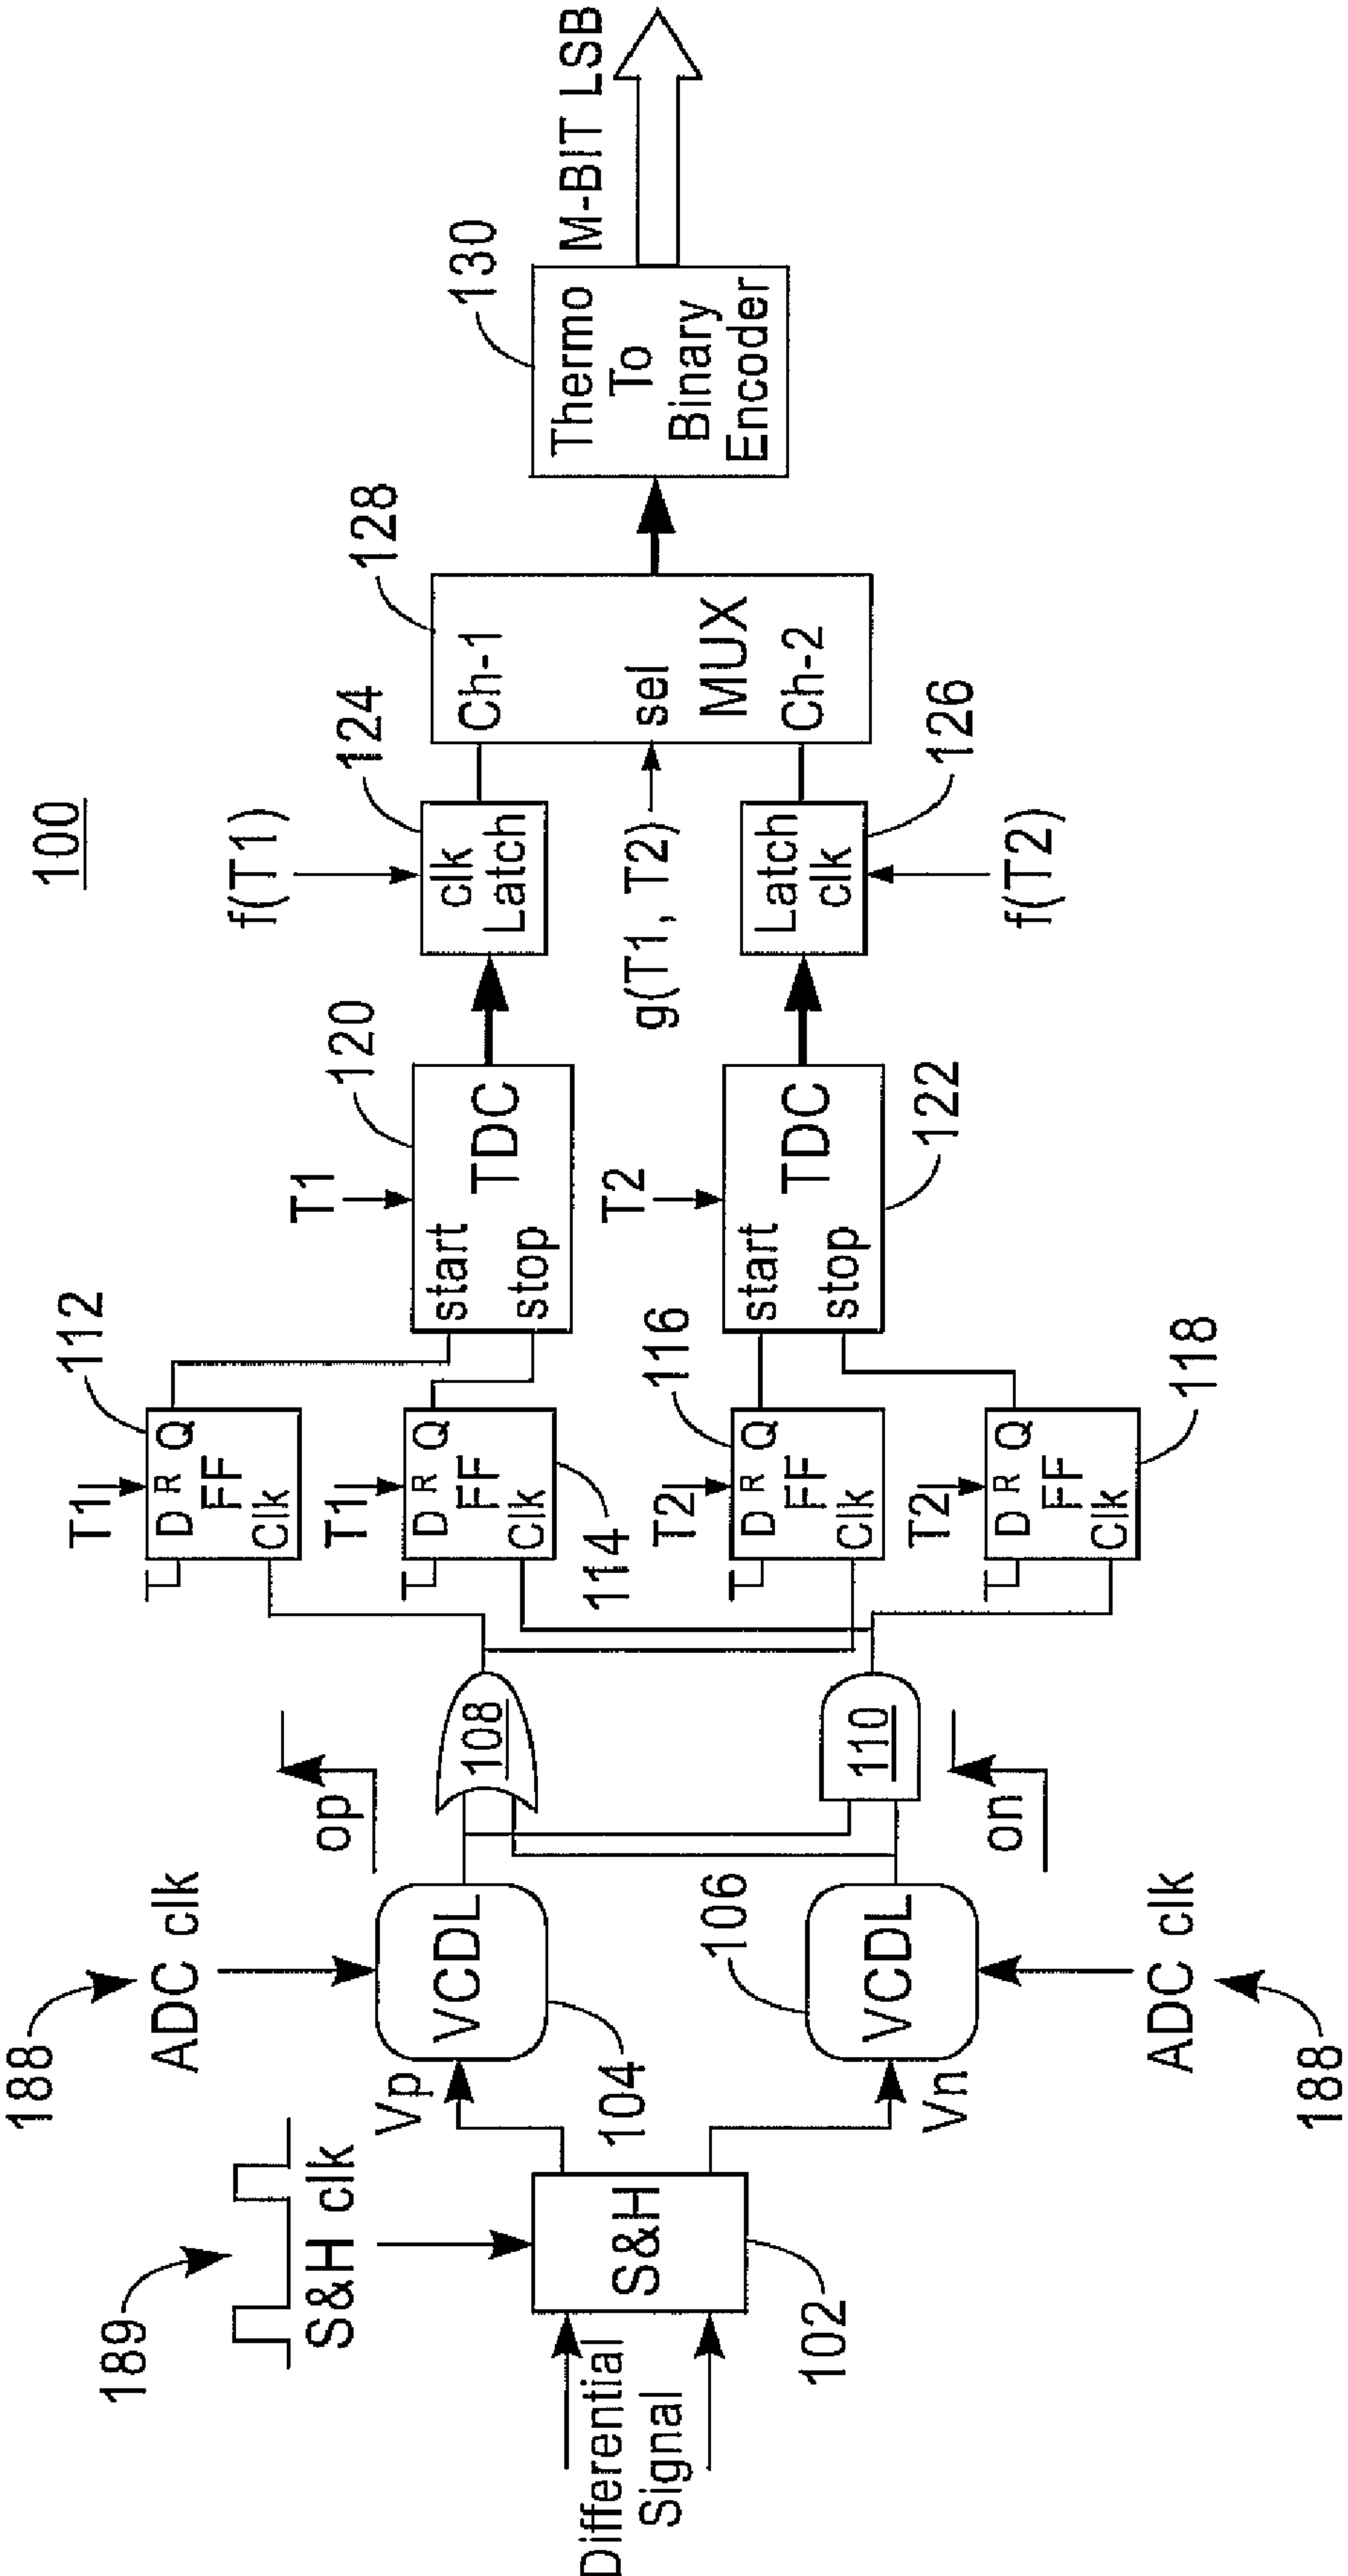 100
189
S&H clk
188
ADC clk
Differential
Signal
S&H
102
Vp
Vn
VCDL
104
VCDL
106
ADC clk
188
op
on
108
110
T1
D R Q
FF
Clk
112
T1
D R Q
FF
Clk
114
T2
D R Q
FF
Clk
116
T2
D R Q
FF
Clk
118
T1
start
TDC
stop
120
T2
start
TDC
stop
122
f(T1)
clk
Latch
124
g(T1, T2)
Latch
clk
126
f(T2)
Ch-1
sel
MUX
Ch-2
128
Thermo
To
Binary
Encoder
130
M-BIT LSB